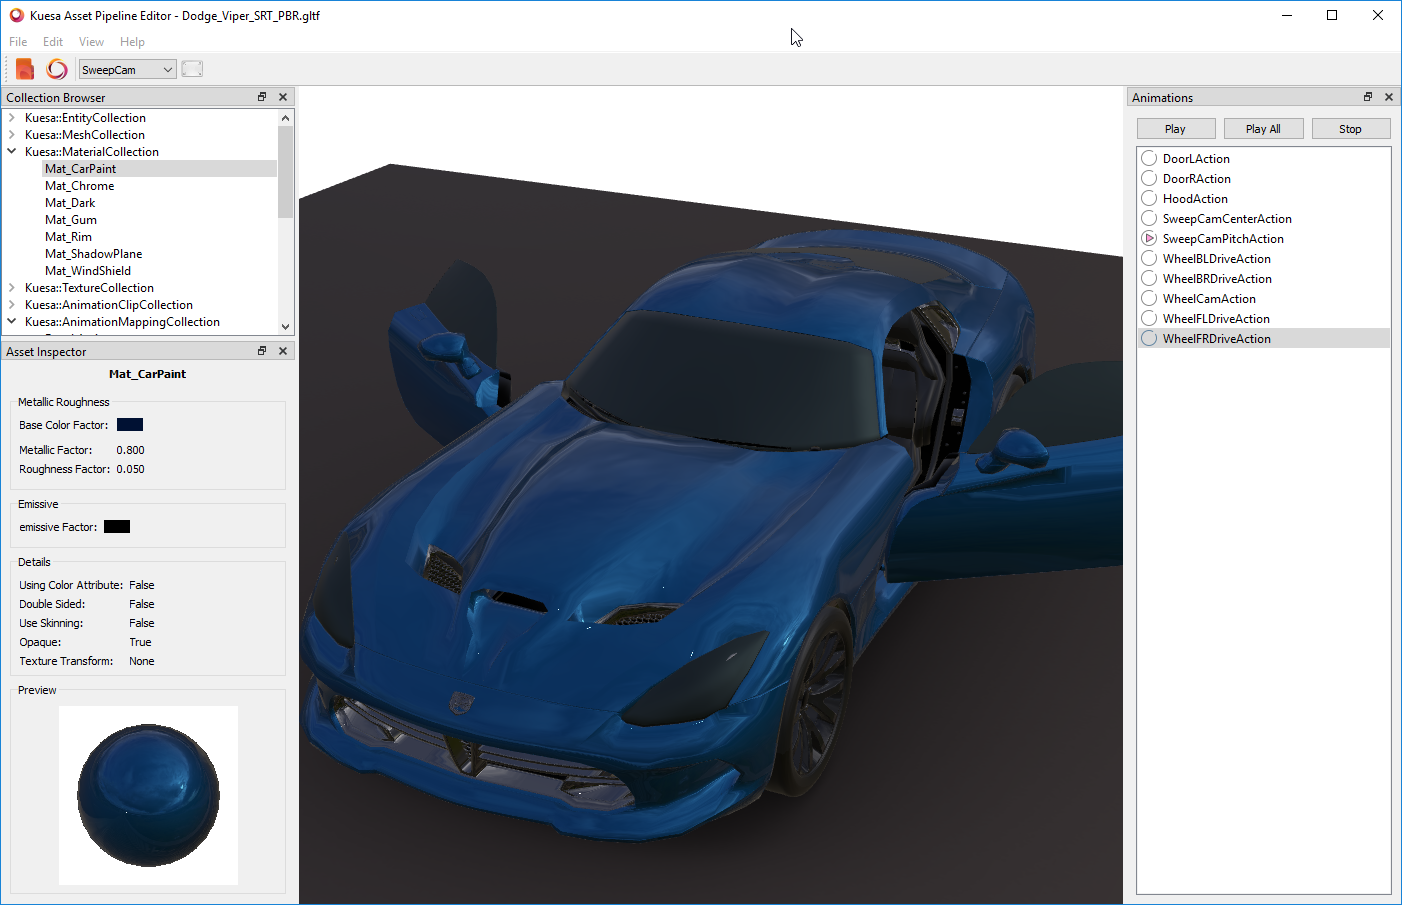 Kuesa Asset Pipeline Editor - Dodge_Viper_SRT_PBR.gltf
File Edit View Help
SweepCam
Collection Browser
Kuesa::EntityCollection
Kuesa::MeshCollection
Kuesa::MaterialCollection
Mat_CarPaint
Mat_Chrome
Mat_Dark
Mat_Gum
Mat_Rim
Mat_ShadowPlane
Mat_WindShield
Kuesa::TextureCollection
Kuesa::AnimationClipCollection
Kuesa::AnimationMappingCollection
Asset Inspector
Mat_CarPaint
Metallic Roughness
Base Color Factor:
Metallic Factor: 0.800
Roughness Factor: 0.050
Emissive
emissive Factor:
Details
Using Color Attribute: False
Double Sided: False
Use Skinning: False
Opaque: True
Texture Transform: None
Preview
Animations
Play Play All Stop
DoorLAction
DoorRAction
HoodAction
SweepCamCenterAction
SweepCamPitchAction
WheelBLDriveAction
WheelBRDriveAction
WheelCamAction
WheelFLDriveAction
WheelFRDriveAction